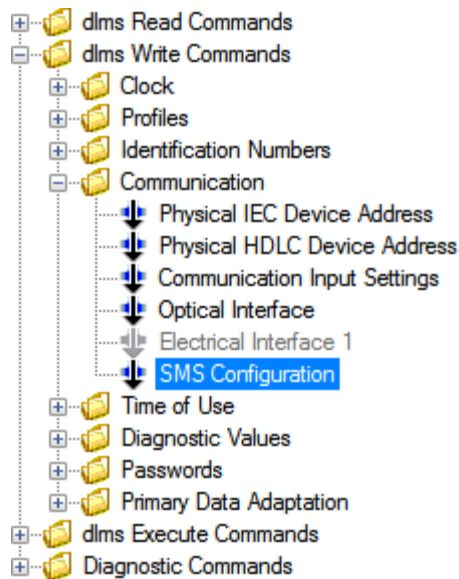 dlms Read Commands
dlms Write Commands
Clock
Profiles
Identification Numbers
Communication
Physical IEC Device Address
Physical HDLC Device Address
Communication Input Settings
Optical Interface
Electrical Interface 1
SMS Configuration
Time of Use
Diagnostic Values
Passwords
Primary Data Adaptation
dlms Execute Commands
Diagnostic Commands